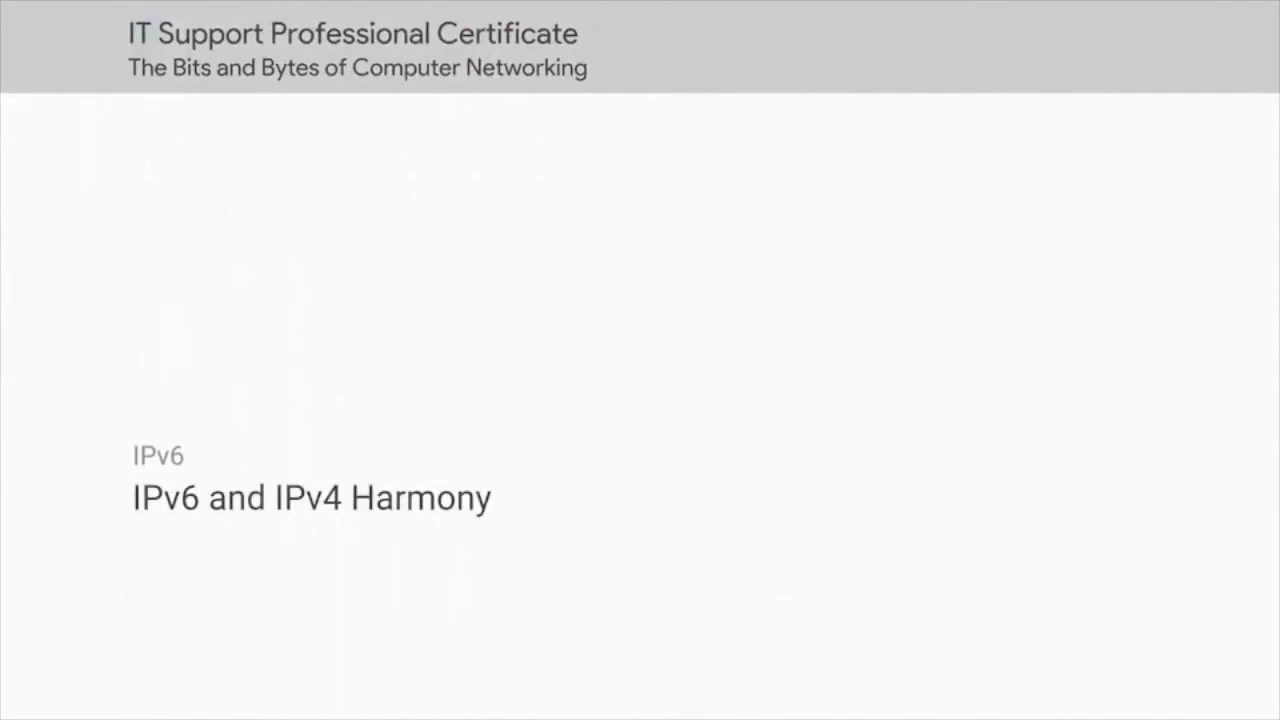 IT Support Professional Certificate
The Bits and Bytes of Computer Networking
IPv6
IPv6 and IPv4 Harmony